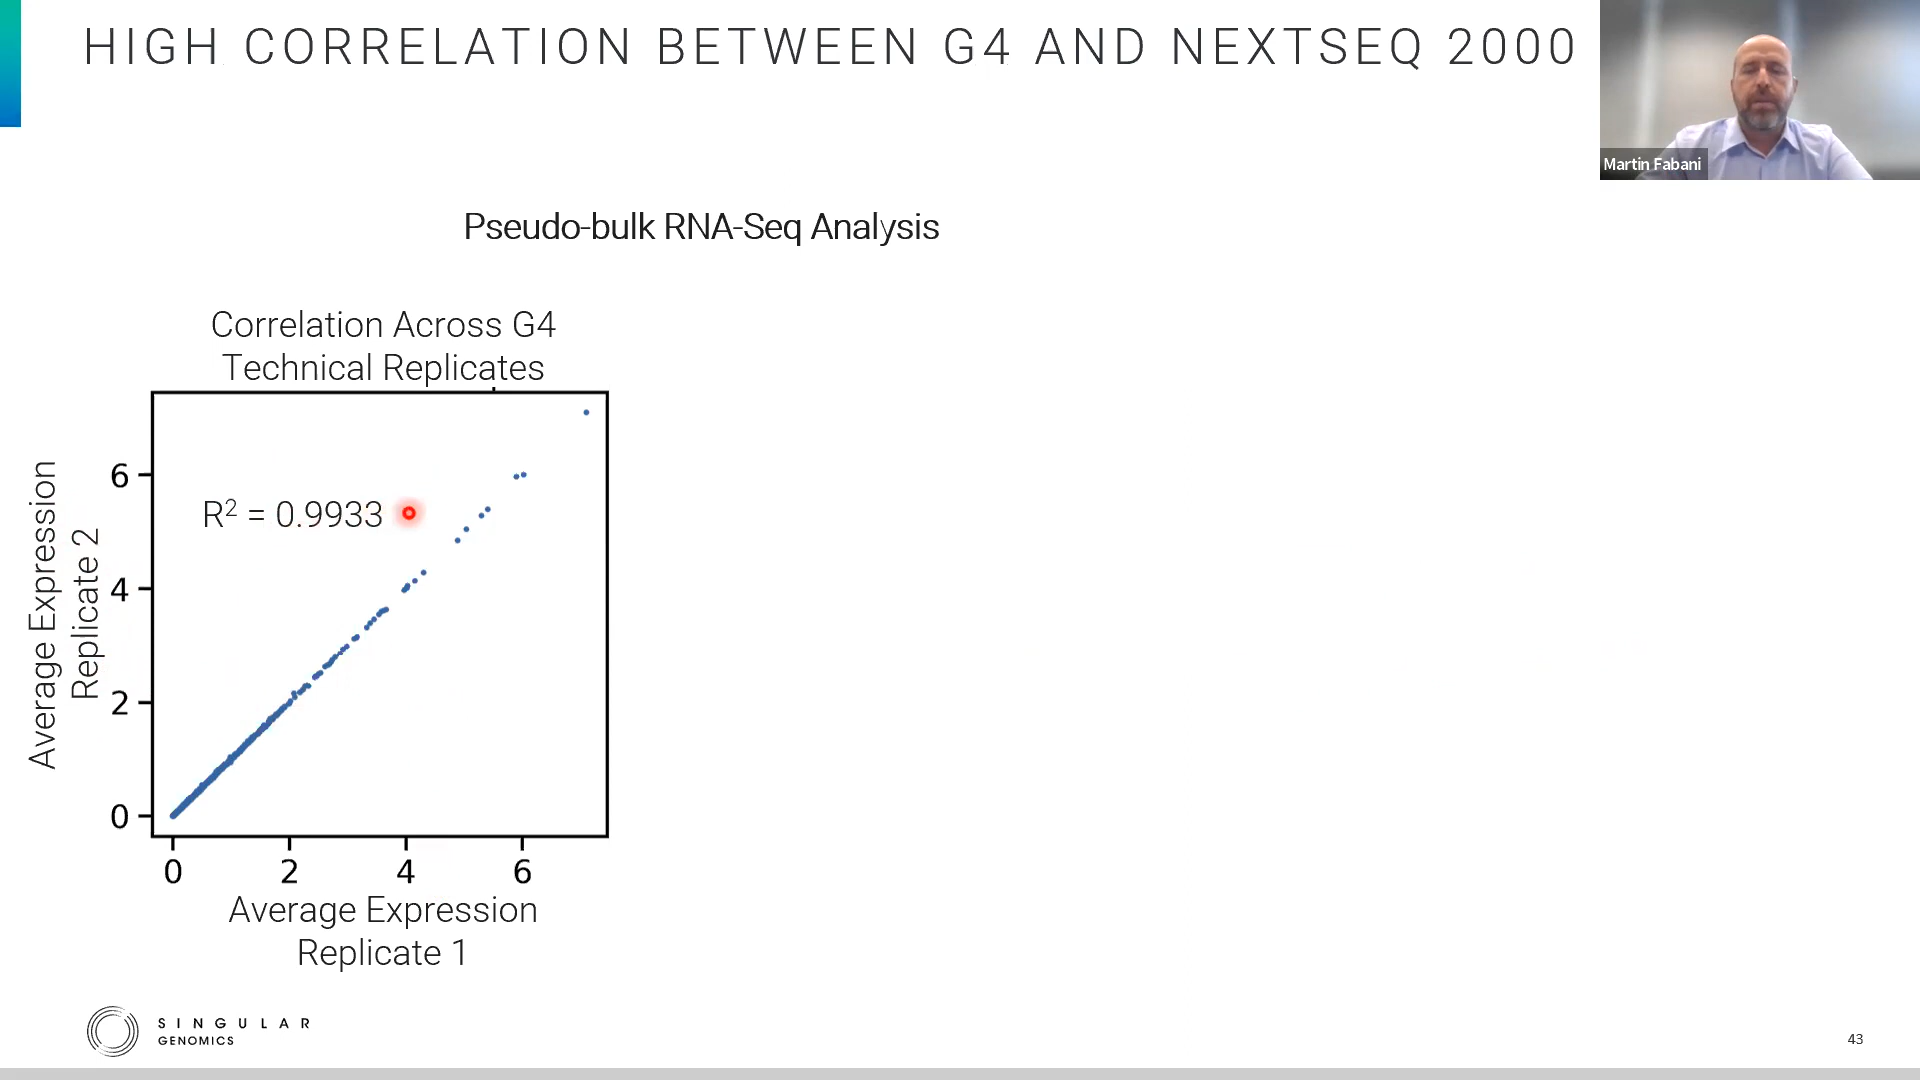 HIGH CORRELATION BETWEEN G4 AND NEXTSEQ 2000
Martin Fabani
Pseudo-bulk RNA-Seq Analysis
Correlation Across G4
Technical Replicates
R² = 0.9933
Average Expression
Replicate 2
6
4
2
0
0 2 4 6
Average Expression
Replicate 1
SINGULAR
GENOMICS
43